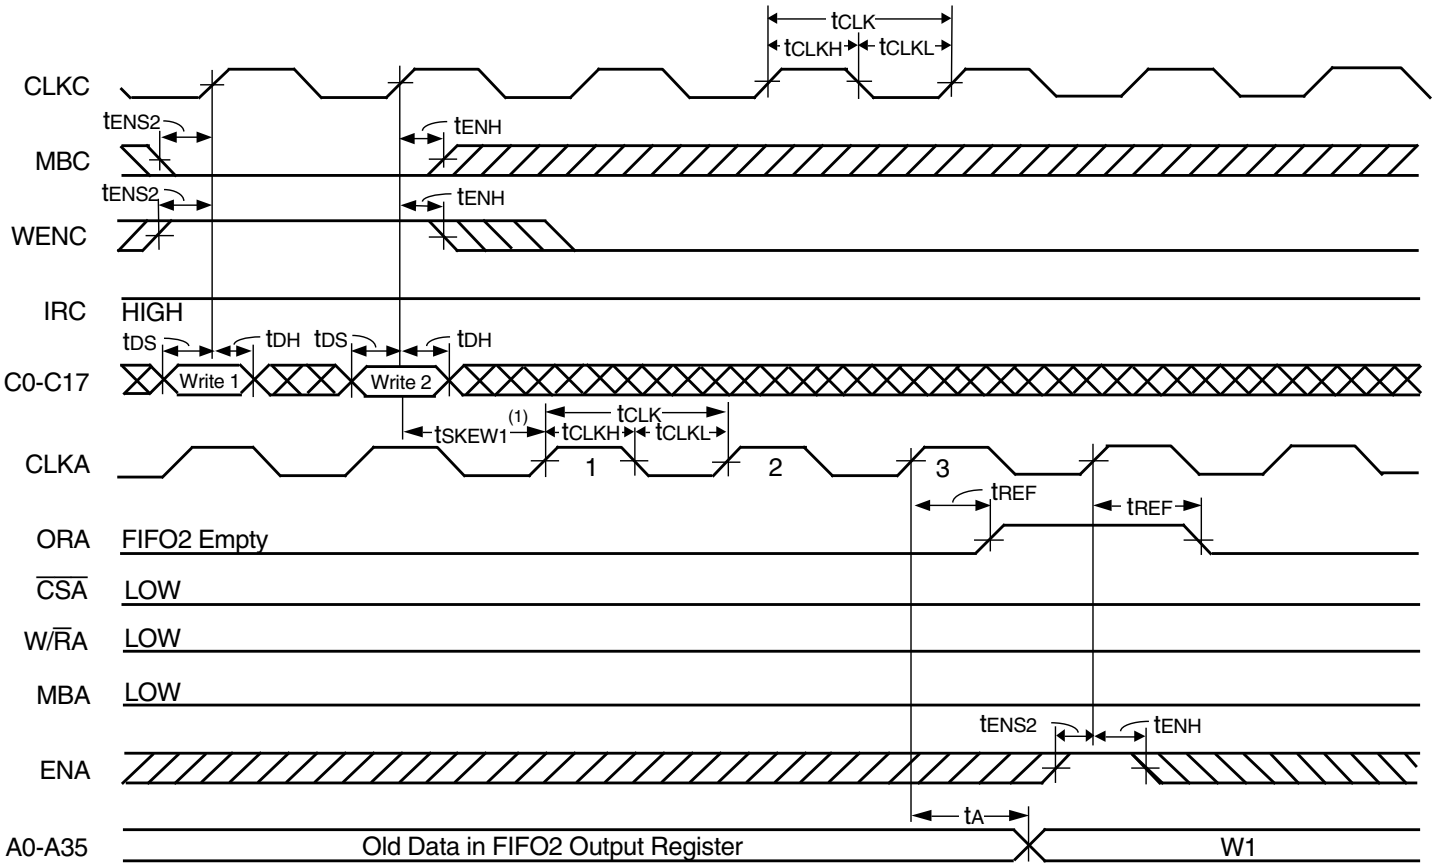 tCLK
tCLKH tCLKL
CLKC
tENS2 tENH
MBC
tENS2 tENH
WENC
IRC HIGH
tDS tDH tDS tDH
C0-C17 Write 1 Write 2
tSKEW1 (1) tCLK
tCLKH tCLKL
CLKA 1 2 3
tREF tREF
ORA FIFO2 Empty
CSA LOW
W/RA LOW
MBA LOW
tENS2 tENH
ENA
tA
A0-A35 Old Data in FIFO2 Output Register W1